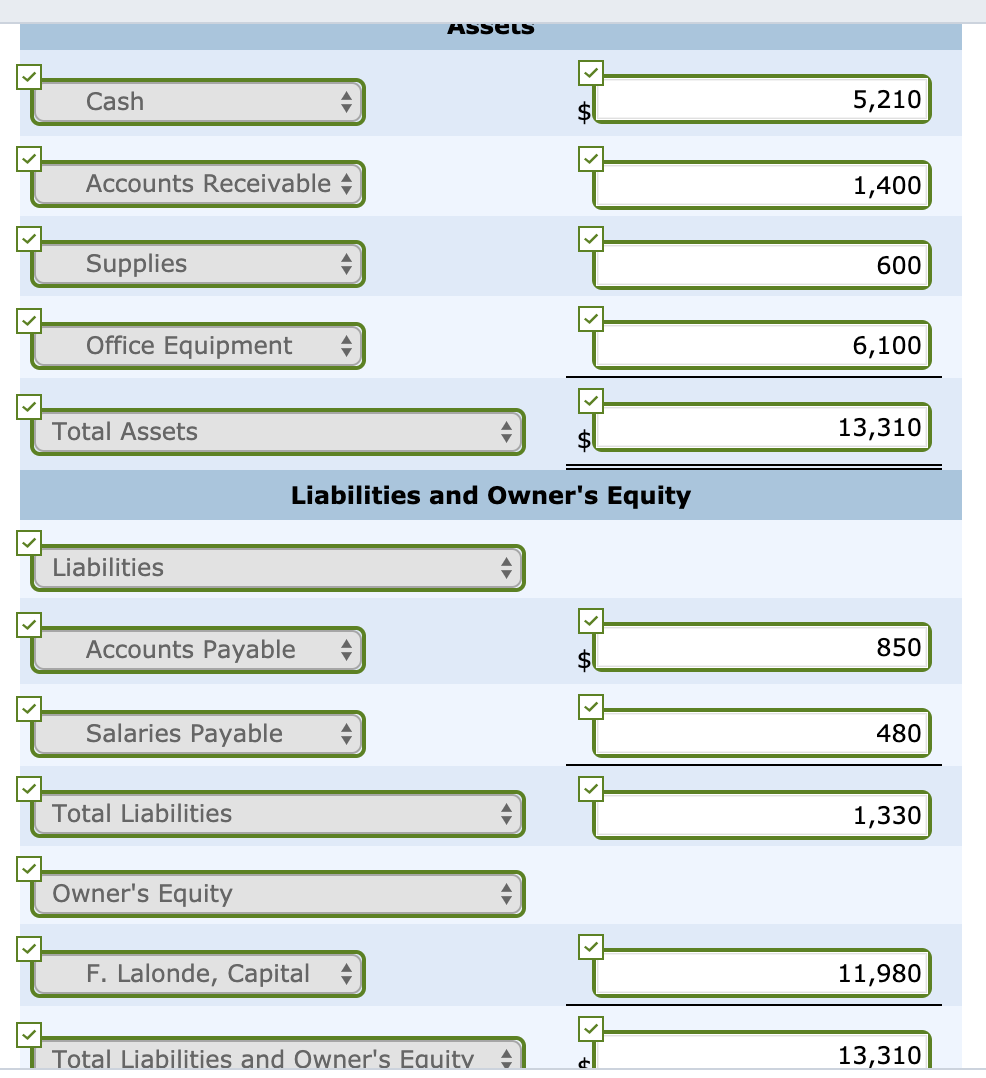 Assets
Cash $ 5,210
Accounts Receivable 1,400
Supplies 600
Office Equipment 6,100
Total Assets $ 13,310
Liabilities and Owner's Equity
Liabilities
Accounts Payable $ 850
Salaries Payable 480
Total Liabilities 1,330
Owner's Equity
F. Lalonde, Capital 11,980
Total Liabilities and Owner's Equity $ 13,310